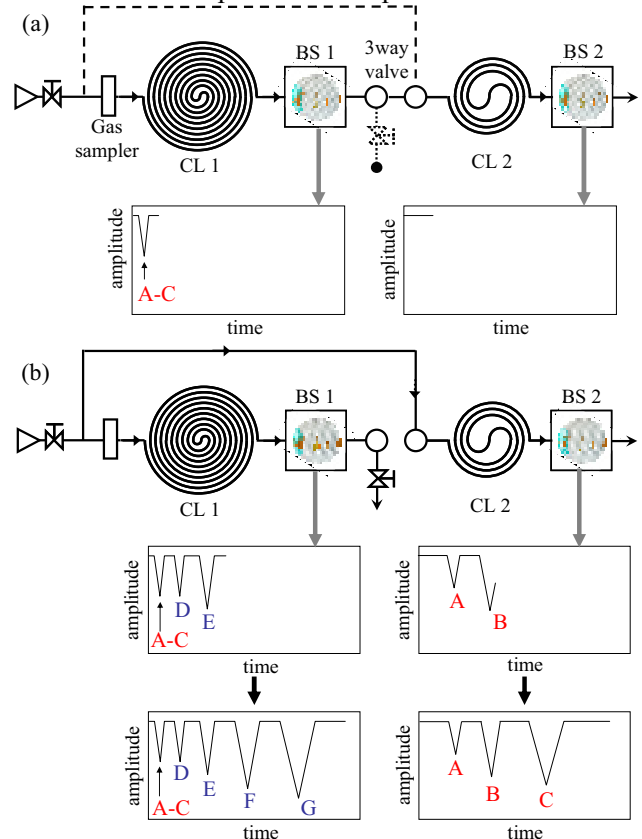 (a)
BS 1
3way
valve
BS 2
Gas
sampler
CL 1
CL 2
amplitude
A-C
time
amplitude
time
(b)
BS 1
BS 2
CL 1
CL 2
amplitude
D
E
A-C
time
amplitude
A
B
time
amplitude
D
E
F
G
A-C
time
amplitude
A
B
C
time